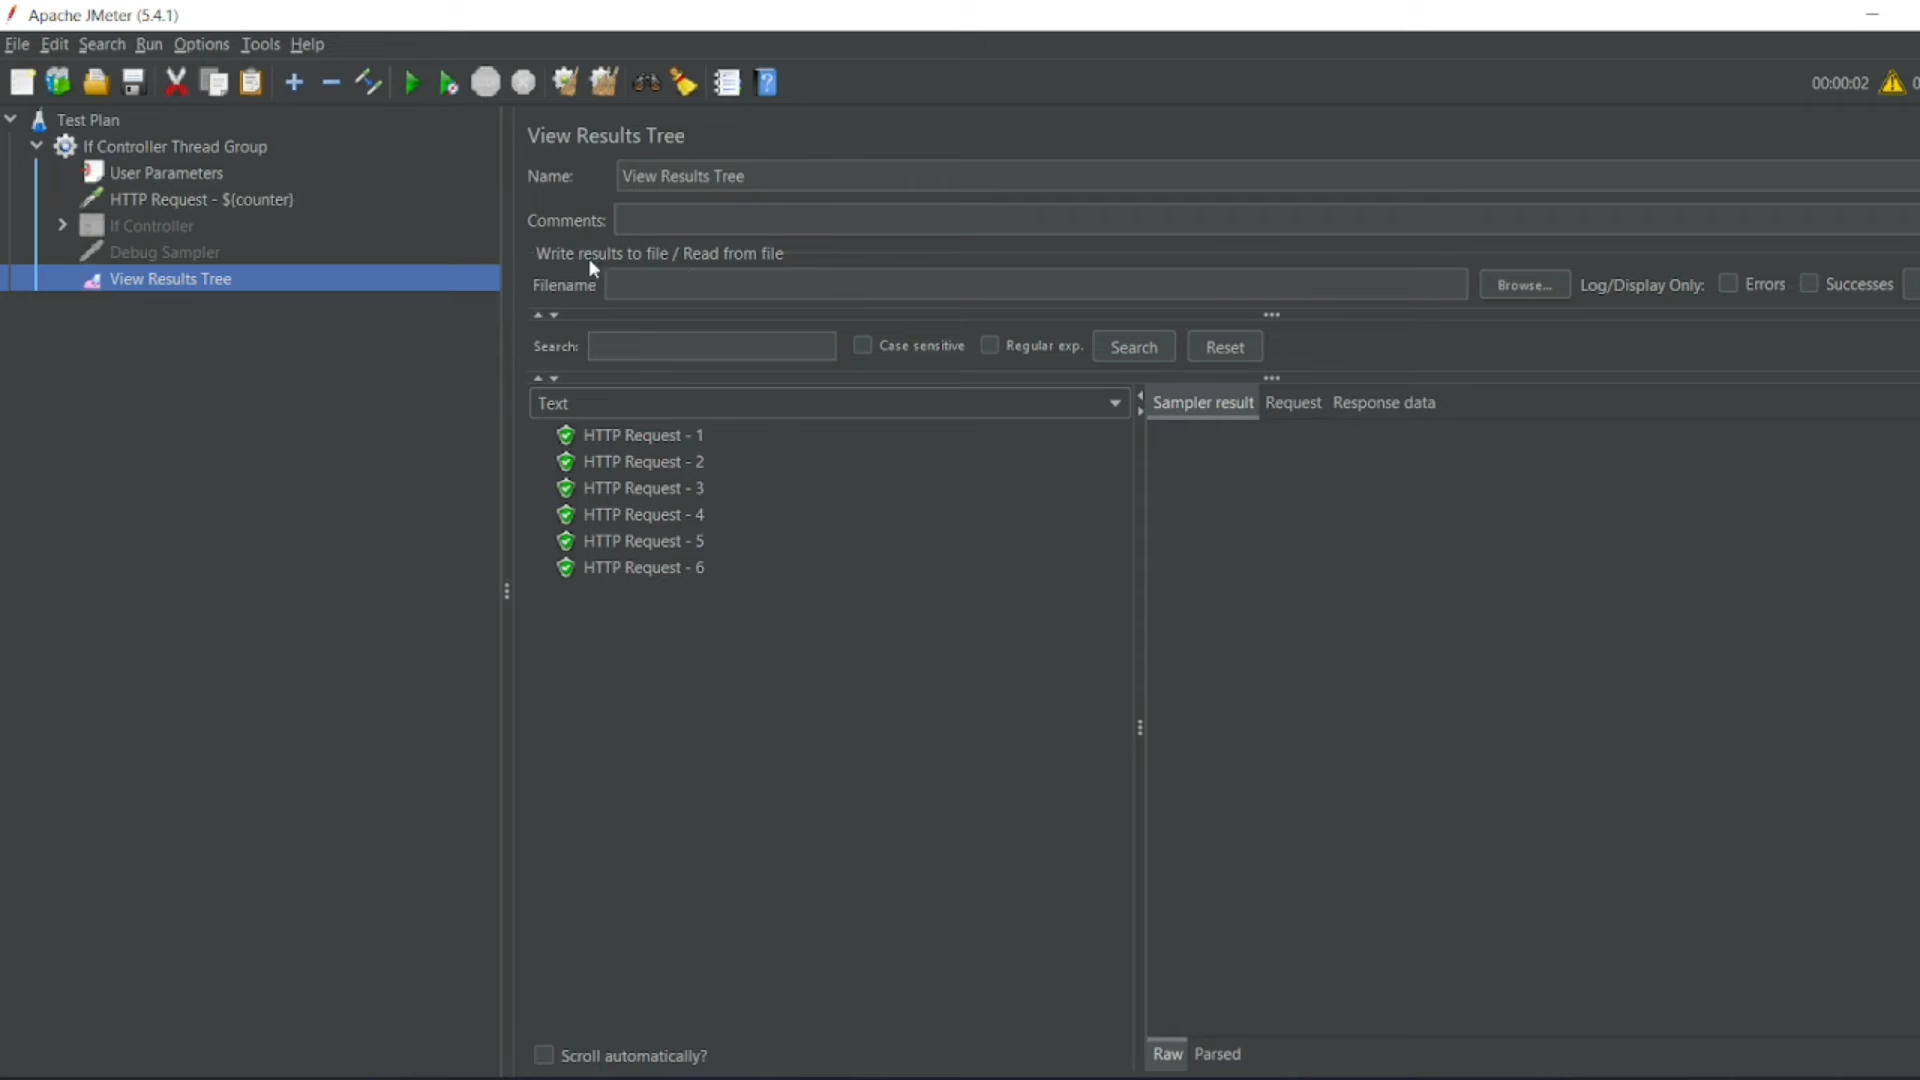 Apache JMeter (5.4.1)
File Edit Search Run Options Tools Help
00:00:02
Test Plan
If Controller Thread Group
User Parameters
HTTP Request - ${counter}
If Controller
Debug Sampler
View Results Tree
View Results Tree
Name: View Results Tree
Comments:
Write results to file / Read from file
Filename Browse... Log/Display Only: Errors Successes
Search: Case sensitive Regular exp. Search Reset
Text
Sampler result Request Response data
HTTP Request - 1
HTTP Request - 2
HTTP Request - 3
HTTP Request - 4
HTTP Request - 5
HTTP Request - 6
Scroll automatically?
Raw Parsed